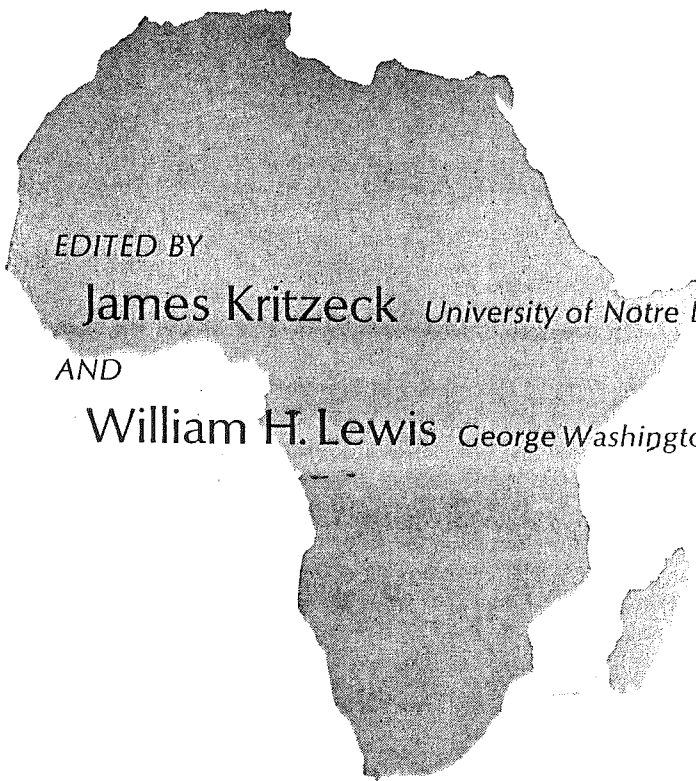 EDITED BY
James Kritzeck University of Notre
AND
William H. Lewis George Washingto